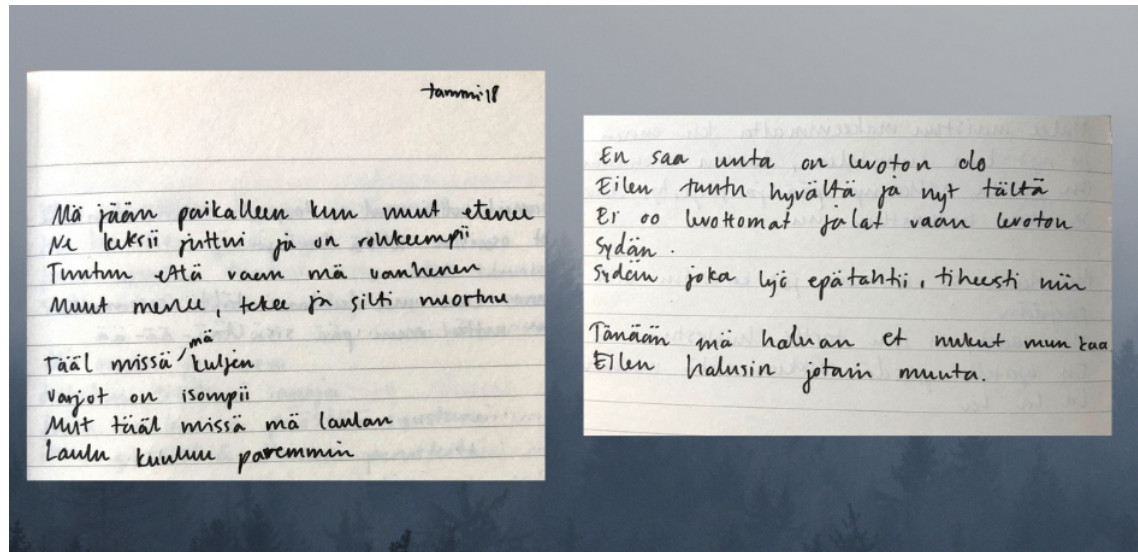 tammi 18
Mä jään paikalleen kun muut etenee
Ne keksii juttui ja on rohkeempii
Tuntuu että vaan mä vanhenen
Muut menee, tekee ja silti nuortuu
Tääl missä mä kuljen
varjot on isompii
Mut tääl missä mä laulan
Laulu kuuluu paremmin
En saa unta on levoton olo
Eilen tuntu hyvältä ja nyt tältä
Ei oo levottomat jalat vaan levoton
sydän.
Sydän joka lyö epätahtii, tiheesti niin
Tänään mä haluan et nukut mun kaa
Eilen halusin jotain muuta.